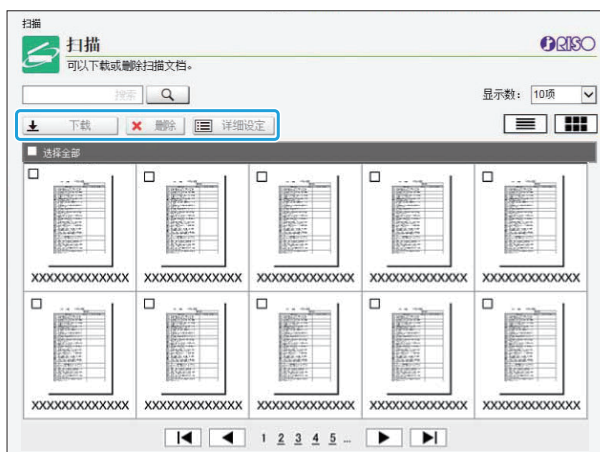 扫描
扫描
RISO
可以下载或删除扫描文档。
搜索
显示数： 10项
下载 删除 详细设定
选择全部
XXXXXXXXXXXXX XXXXXXXXXXXXX XXXXXXXXXXXXX XXXXXXXXXXXXX XXXXXXXXXXXXX
XXXXXXXXXXXXX XXXXXXXXXXXXX XXXXXXXXXXXXX XXXXXXXXXXXXX XXXXXXXXXXXXX
1 2 3 4 5 ...